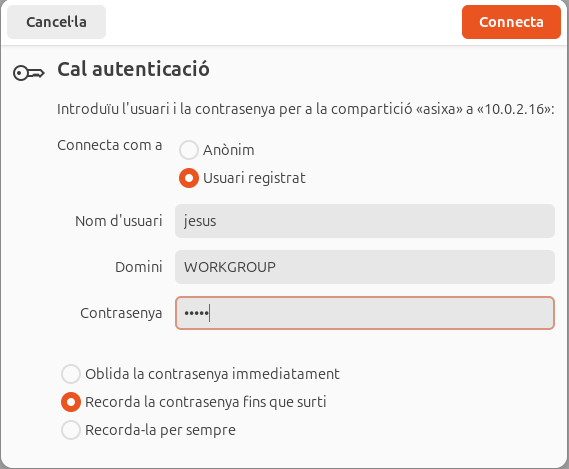 Cancel·la
Connecta
Cal autenticació
Introduïu l'usuari i la contrasenya per a la compartició «asixa» a «10.0.2.16»:
Connecta com a
Anònim
Usuari registrat
Nom d'usuari
jesus
Domini
WORKGROUP
Contrasenya
•••••
Oblida la contrasenya immediatament
Recorda la contrasenya fins que surti
Recorda-la per sempre